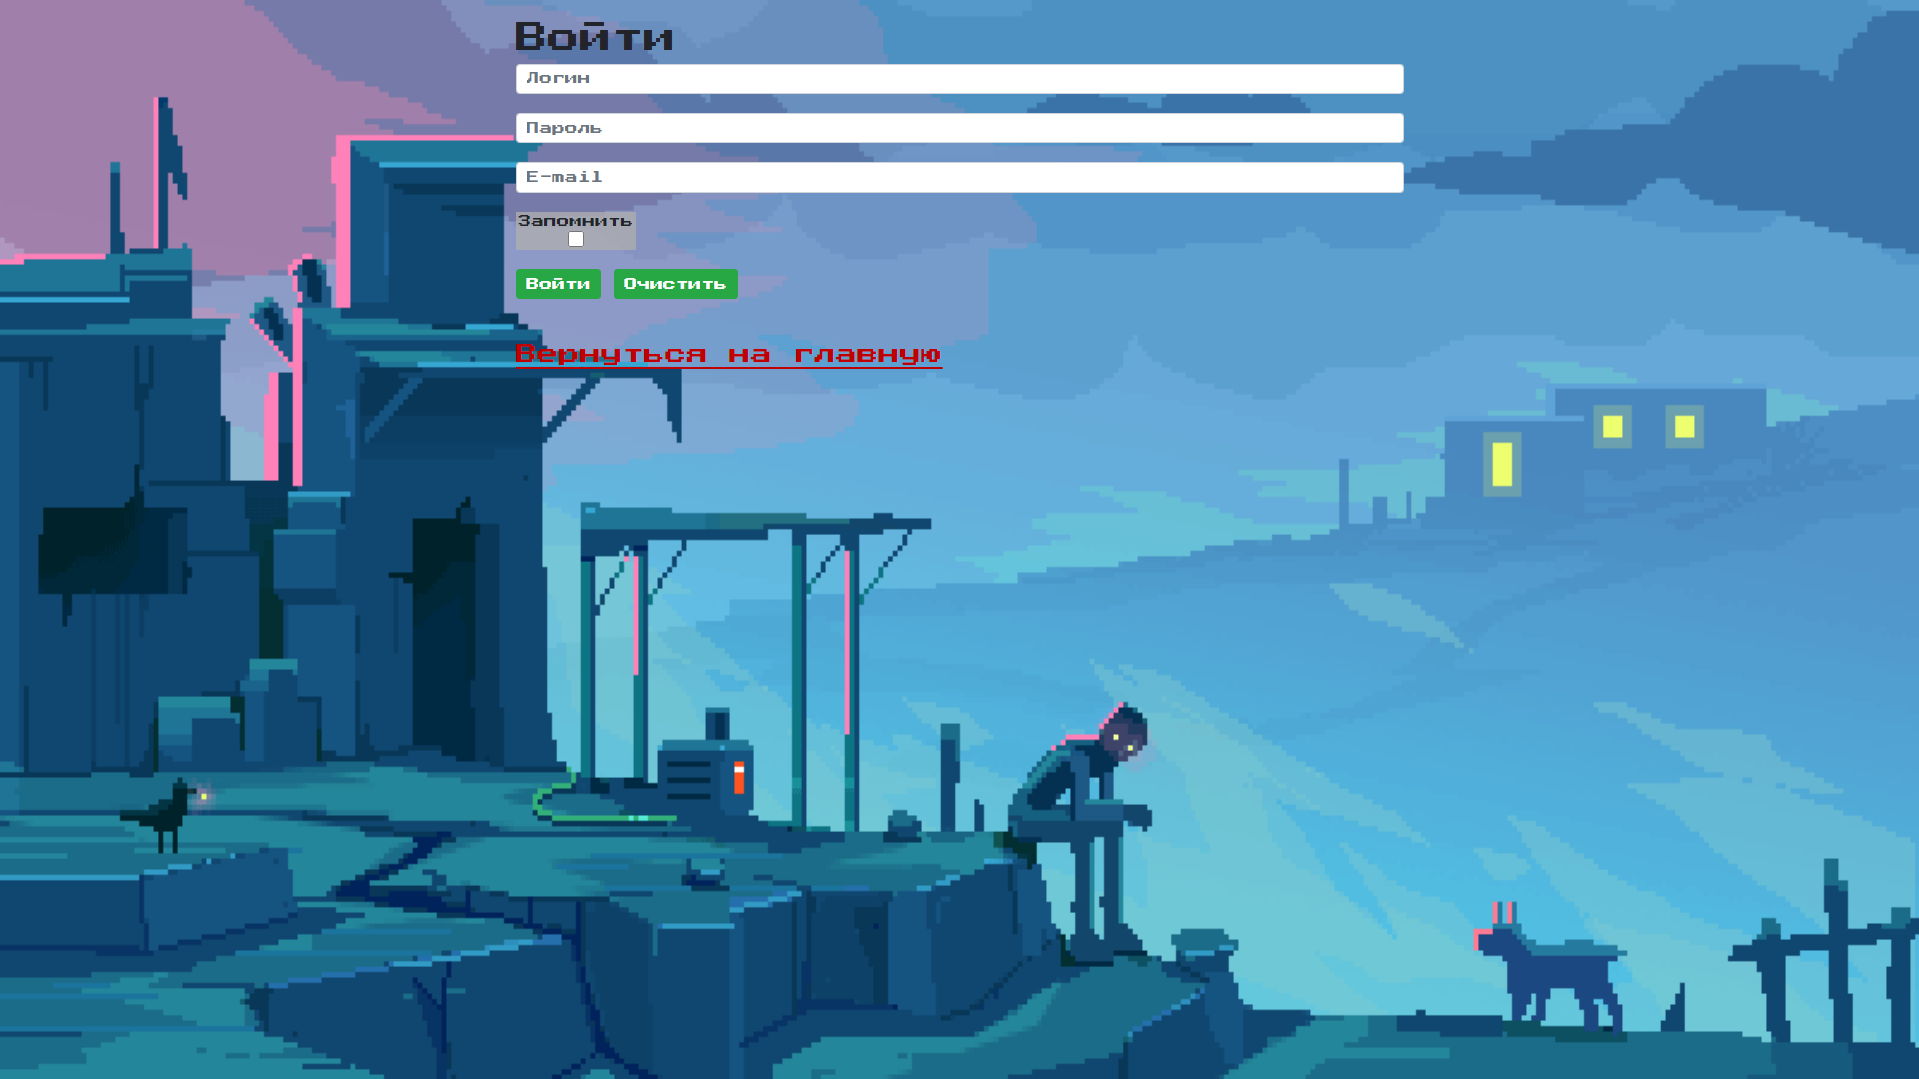 Войти
Логин
Пароль
E-mail
Запомнить
Войти Очистить
Вернуться на главную